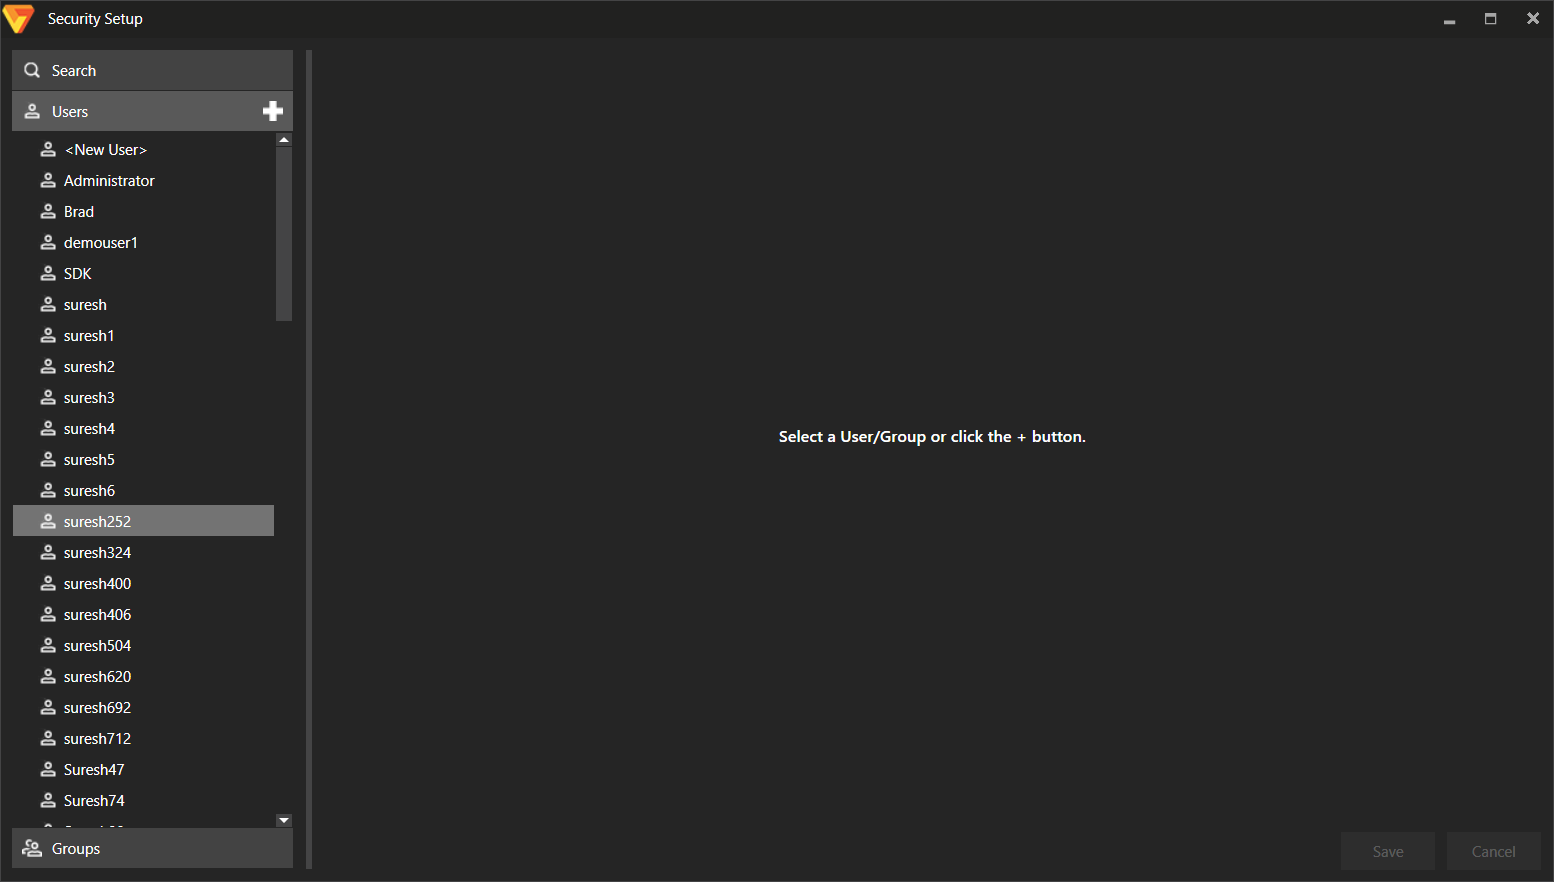 Security Setup
Search
Users
<New User>
Administrator
Brad
demouser1
SDK
suresh
suresh1
suresh2
suresh3
suresh4
suresh5
suresh6
suresh252
suresh324
suresh400
suresh406
suresh504
suresh620
suresh692
suresh712
Suresh47
Suresh74
Groups
Select a User/Group or click the + button.
Save
Cancel